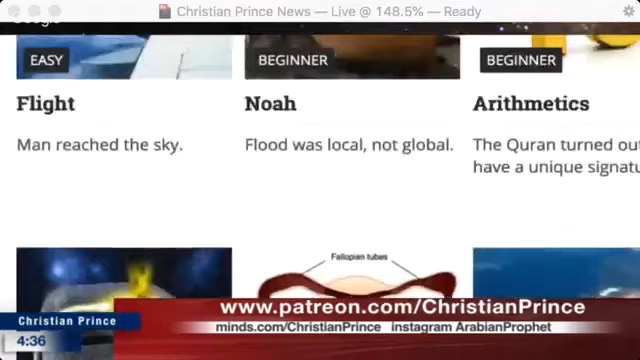 Christian Prince News — Live @ 148.5% — Ready
EASY
BEGINNER
BEGINNER
Flight
Noah
Arithmetics
Man reached the sky.
Flood was local, not global.
The Quran turned out
have a unique signatu
Fallopian tubes
www.patreon.com/ChristianPrince
Christian Prince
minds.com/ChristianPrince instagram ArabianProphet
4:36